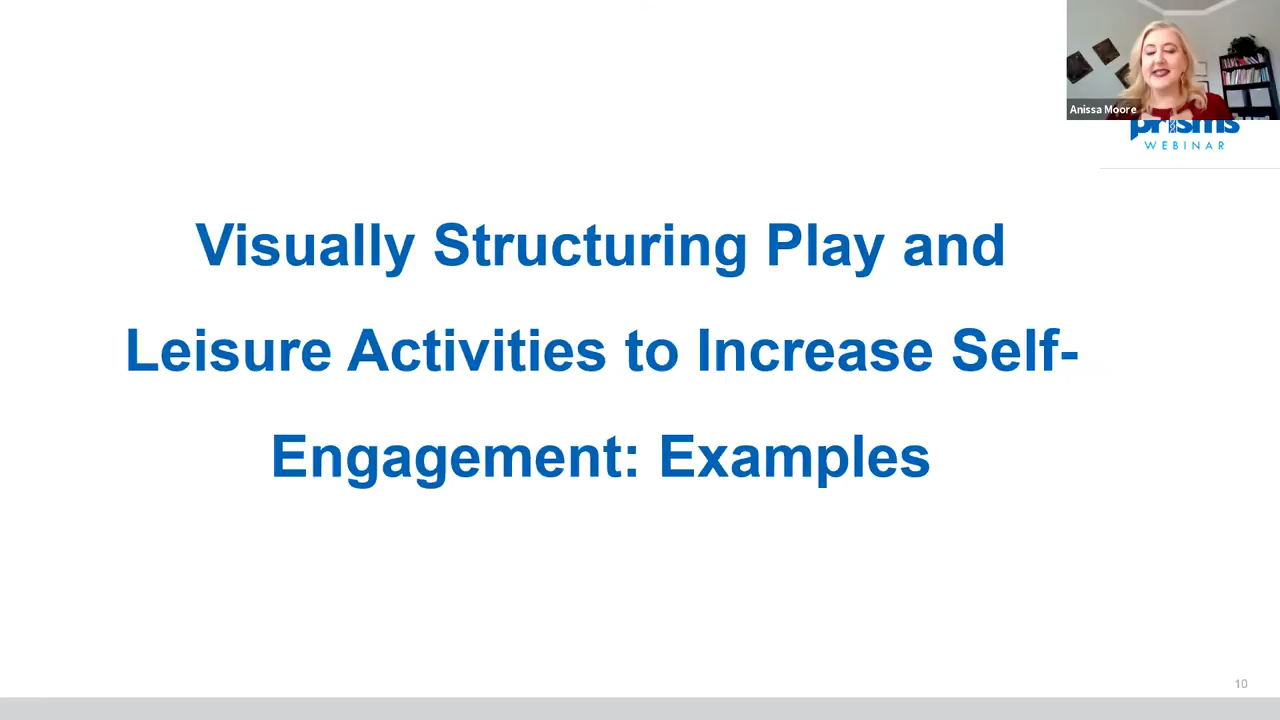 Anissa Moore
prisms
WEBINAR
Visually Structuring Play and
Leisure Activities to Increase Self-
Engagement: Examples
10